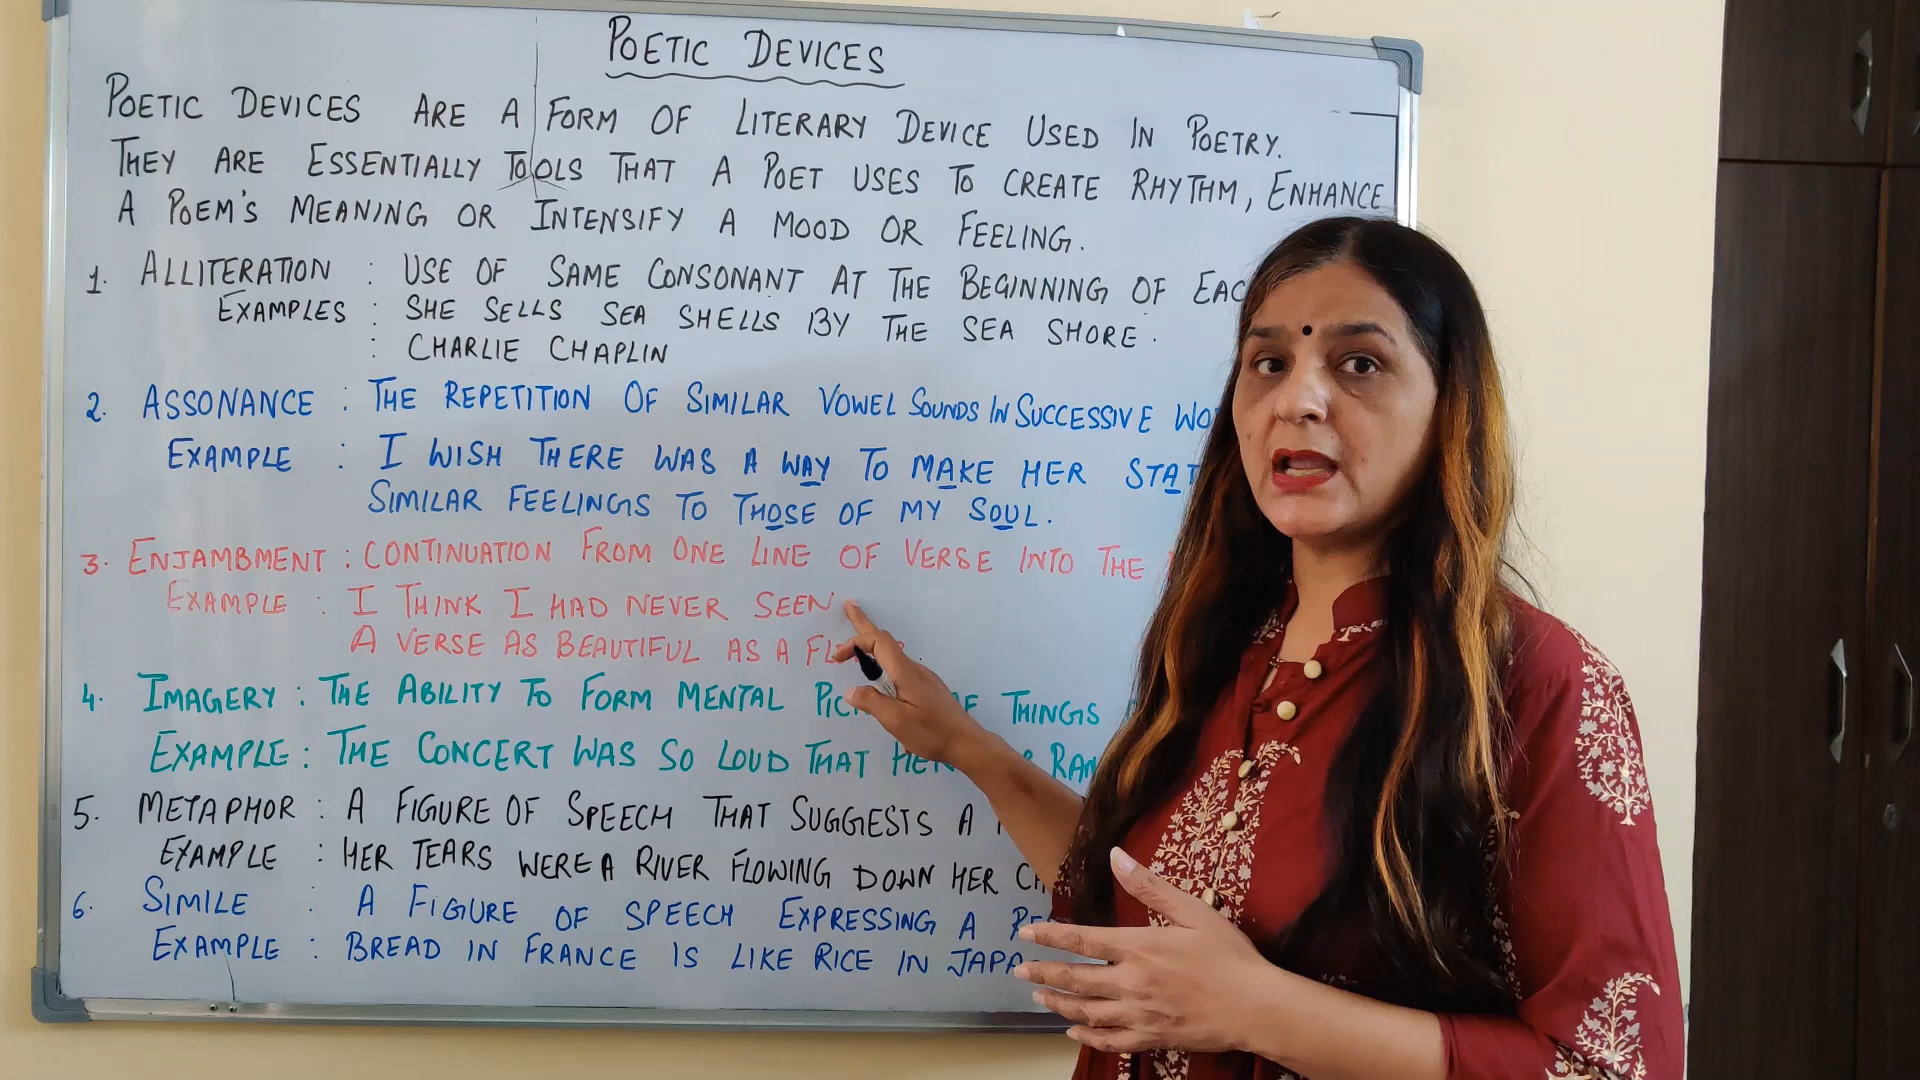 POETIC DEVICES
POETIC DEVICES ARE A FORM OF LITERARY DEVICE USED IN POETRY.
THEY ARE ESSENTIALLY TOOLS THAT A POET USES TO CREATE RHYTHM, ENHANCE
A POEM'S MEANING OR INTENSIFY A MOOD OR FEELING.
1. ALLITERATION : USE OF SAME CONSONANT AT THE BEGINNING OF
EXAMPLES : SHE SELLS SEA SHELLS BY THE SEA SHORE.
: CHARLIE CHAPLIN
2. ASSONANCE : THE REPETITION OF SIMILAR VOWEL SOUNDS IN SUCCESSIVE
EXAMPLE : I WISH THERE WAS A WAY TO MAKE HER
SIMILAR FEELINGS TO THOSE OF MY SOUL.
3. ENJAMBMENT : CONTINUATION FROM ONE LINE OF VERSE INTO THE
EXAMPLE : I THINK I HAD NEVER SEEN
A VERSE AS BEAUTIFUL AS A
4. IMAGERY : THE ABILITY TO FORM MENTAL THINGS
EXAMPLE : THE CONCERT WAS SO LOUD THAT
5. METAPHOR : A FIGURE OF SPEECH THAT SUGGESTS A
EXAMPLE : HER TEARS WERE A RIVER FLOWING DOWN HER
6. SIMILE : A FIGURE OF SPEECH EXPRESSING A
EXAMPLE : BREAD IN FRANCE IS LIKE RICE IN